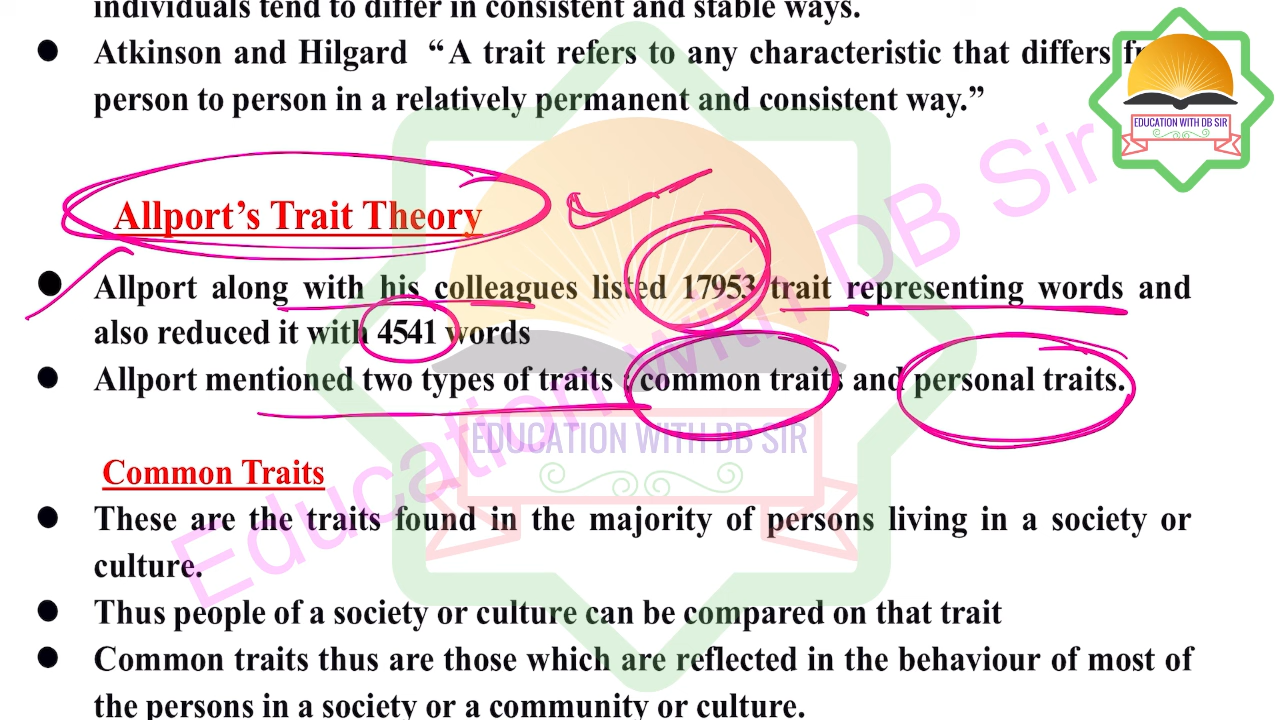 individuals tend to differ in consistent and stable ways.
● Atkinson and Hilgard “A trait refers to any characteristic that differs
person to person in a relatively permanent and consistent way.”
EDUCATION WITH DB SIR
Allport’s Trait Theory
● Allport along with his colleagues listed 17953 trait representing words and
also reduced it with 4541 words
● Allport mentioned two types of traits : common traits and personal traits.
EDUCATION WITH DB SIR
Education with DB Sir
Common Traits
● These are the traits found in the majority of persons living in a society or
culture.
● Thus people of a society or culture can be compared on that trait
● Common traits thus are those which are reflected in the behaviour of most of
the persons in a society or a community or culture.